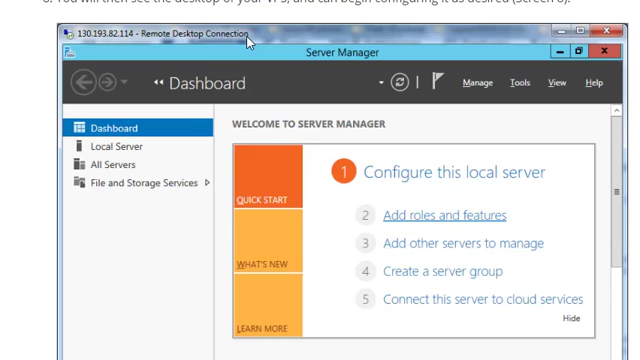 6. You will then see the desktop of your VPS, and can begin configuring it as desired (Screen 6).
130.193.82.114 - Remote Desktop Connection
Server Manager
Dashboard
Manage Tools View Help
Dashboard
Local Server
All Servers
File and Storage Services
WELCOME TO SERVER MANAGER
QUICK START
WHAT'S NEW
LEARN MORE
1 Configure this local server
2 Add roles and features
3 Add other servers to manage
4 Create a server group
5 Connect this server to cloud services
Hide